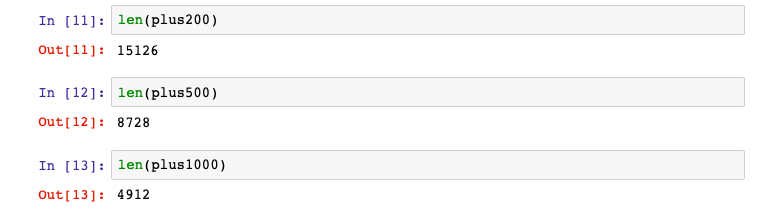 In [11]: len(plus200)
Out[11]: 15126
In [12]: len(plus500)
Out[12]: 8728
In [13]: len(plus1000)
Out[13]: 4912